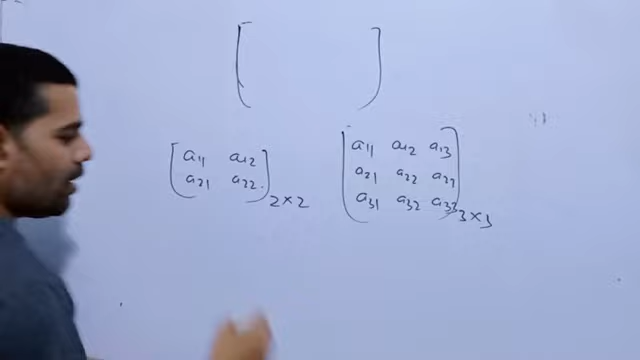 [ ]
[ a11 a12
a21 a22 ] 2×2
[ a11 a12 a13
a21 a22 a23
a31 a32 a33 ] 3×3